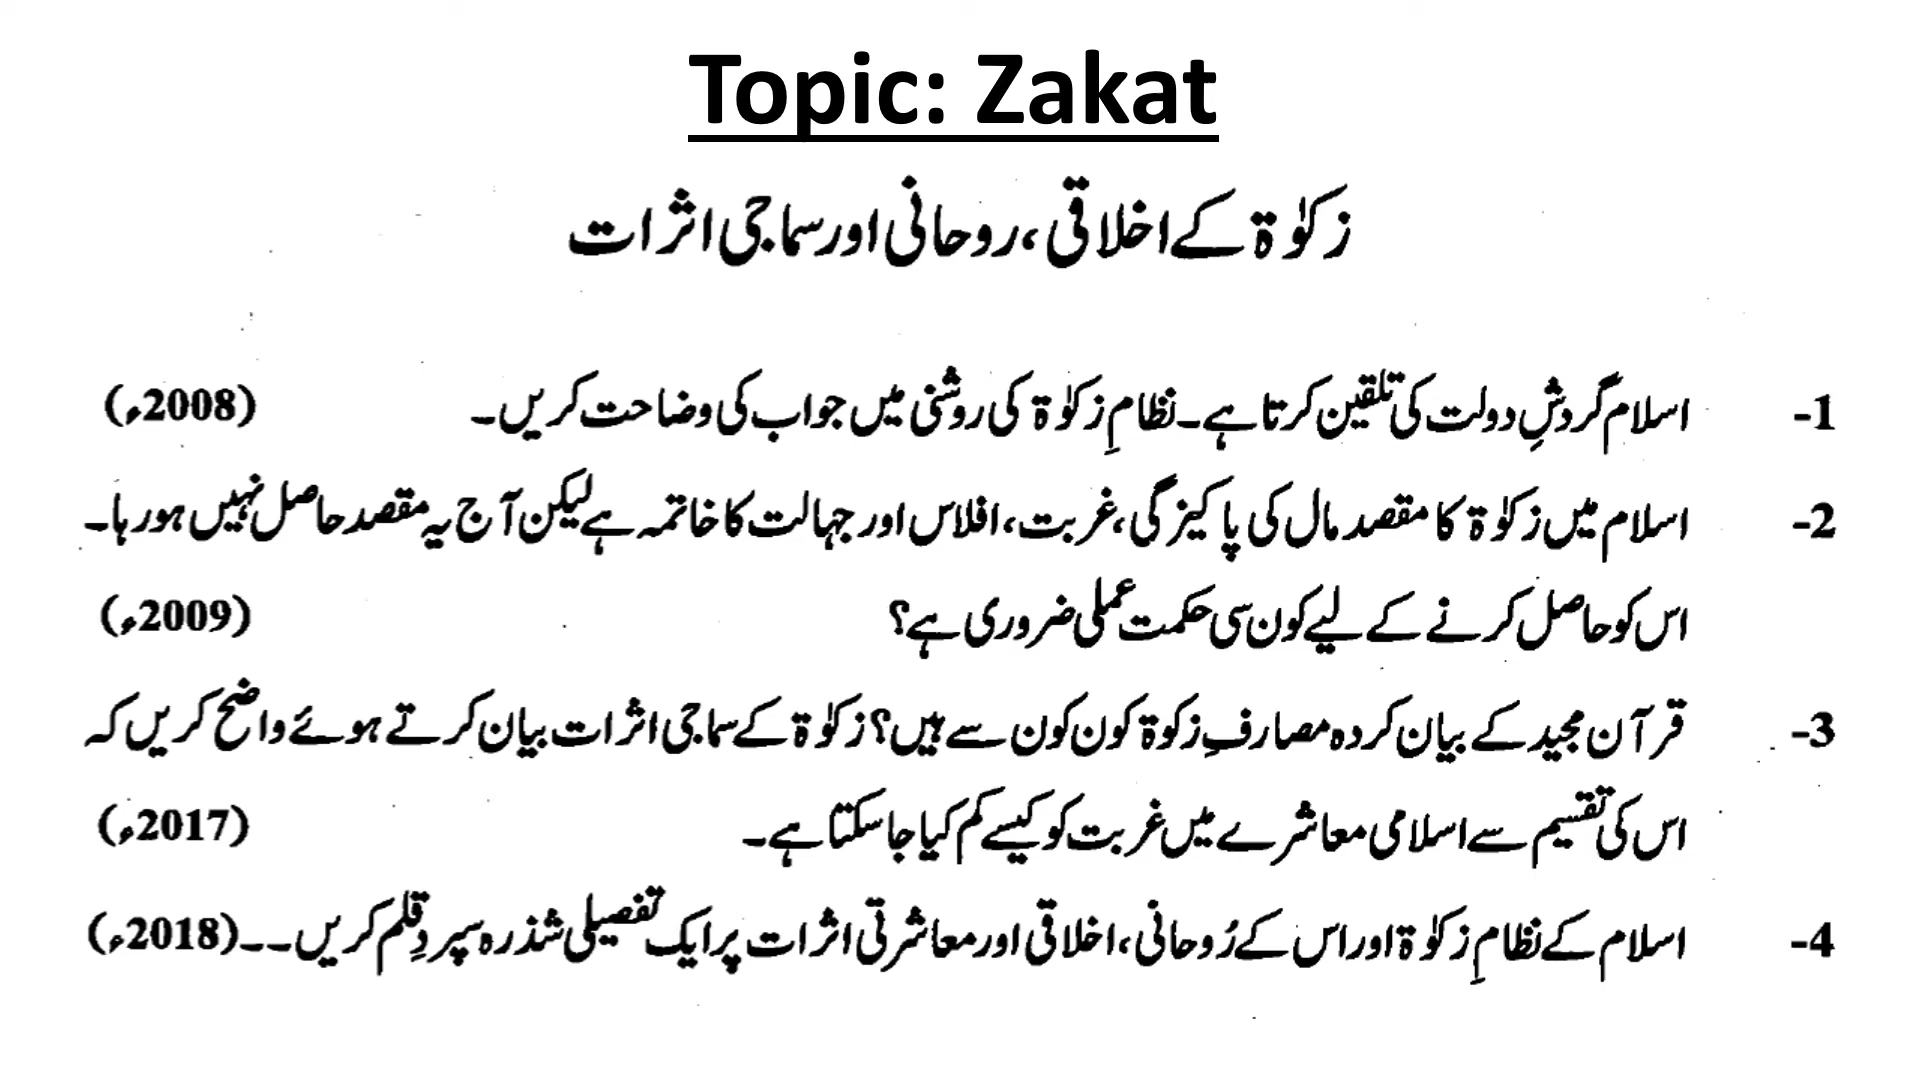 Topic: Zakat
زکوٰۃ کے اخلاقی، روحانی اور سماجی اثرات
1- اسلام گردشِ دولت کی تلقین کرتا ہے۔ نظامِ زکوٰۃ کی روشنی میں جواب کی وضاحت کریں۔ (2008ء)
2- اسلام میں زکوٰۃ کا مقصد مال کی پاکیزگی، غربت، افلاس اور جہالت کا خاتمہ ہے لیکن آج یہ مقصد حاصل نہیں ہو رہا۔
اس کو حاصل کرنے کے لیے کون سی حکمت عملی ضروری ہے؟ (2009ء)
3- قرآن مجید کے بیان کردہ مصارفِ زکوۃ کون کون سے ہیں؟ زکوٰۃ کے سماجی اثرات بیان کرتے ہوئے واضح کریں کہ
اس کی تقسیم سے اسلامی معاشرے میں غربت کو کیسے کم کیا جا سکتا ہے۔ (2017ء)
4- اسلام کے نظامِ زکوٰۃ اور اس کے رُوحانی، اخلاقی اور معاشرتی اثرات پر ایک تفصیلی شذرہ سپردِ قلم کریں۔۔۔(2018ء)